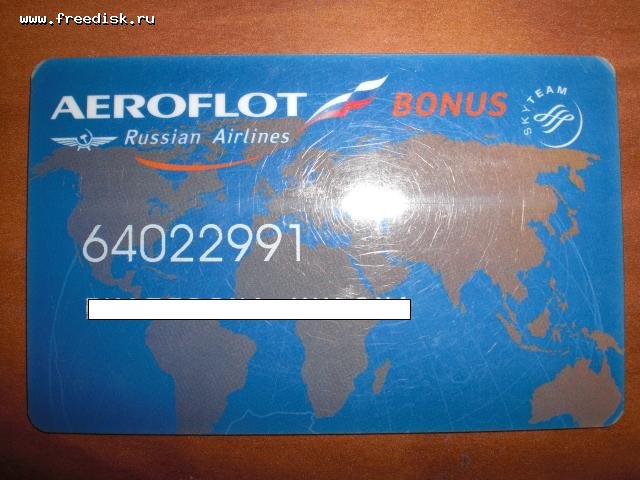 www.freedisk.ru
AEROFLOT BONUS
SKYTEAM
Russian Airlines
64022991